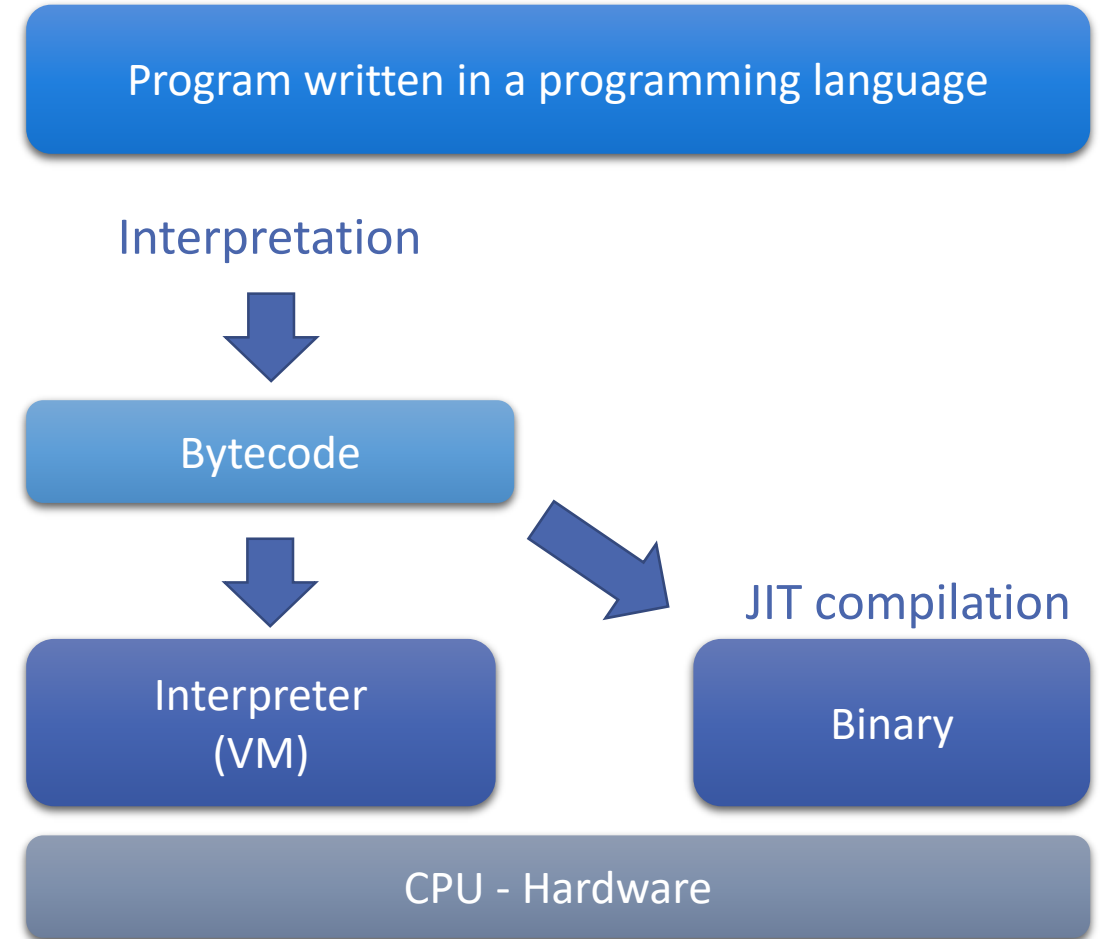 Program written in a programming language
Interpretation
Bytecode
JIT compilation
Interpreter
(VM)
Binary
CPU - Hardware